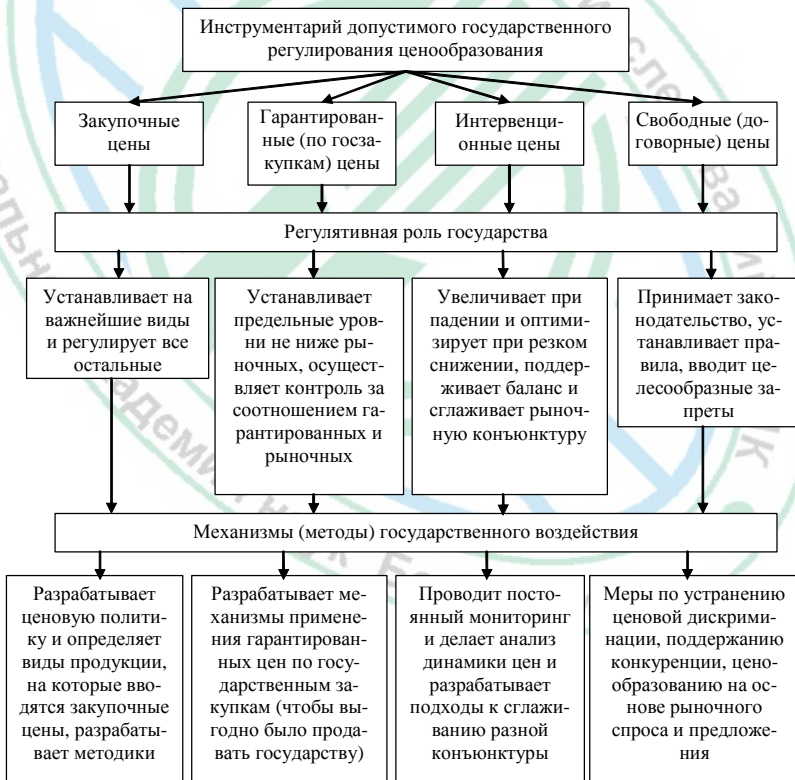 Инструментарий допустимого государственного
регулирования ценообразования
Закупочные
цены
Гарантирован-
ные (по госза-
купкам) цены
Интервенци-
онные цены
Свободные (до-
говорные) цены
Регулятивная роль государства
Устанавливает на
важнейшие виды
и регулирует все
остальные
Устанавливает
предельные уров-
ни не ниже ры-
ночных, осущест-
вляет контроль за
соотношением га-
рантированных и
рыночных
Увеличивает при
падении и оптими-
зирует при резком
снижении, поддер-
живает баланс и
сглаживает рыноч-
ную конъюнктуру
Принимает зако-
нодательство, ус-
танавливает пра-
вила, вводит це-
лесообразные за-
преты
Механизмы (методы) государственного воздействия
Разрабатывает
ценовую полити-
ку и определяет
виды продукции,
на которые вво-
дятся закупочные
цены, разрабаты-
вает методики
Разрабатывает ме-
ханизмы примене-
ния гарантирован-
ных цен по госу-
дарственным за-
купкам (чтобы вы-
годно было прода-
вать государству)
Проводит посто-
янный мониторинг
и делает анализ
динамики цен и
разрабатывает
подходы к сглажи-
ванию разной
конъюнктуры
Меры по устранению
ценовой дискрими-
нации, поддержанию
конкуренции, цено-
образованию на ос-
нове рыночного
спроса и предложе-
ния